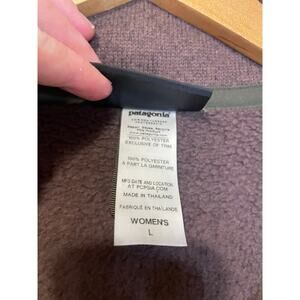 patagonia
100% POLYESTER
EXCLUSIVE OF TRIM
100% POLYESTER
A PART LA GARNITURE
MFG DATE AND LOCATION
AT PCPSIA.COM
MADE IN THAILAND
FABRIQUÉ EN THAÏLANDE
WOMEN'S
L